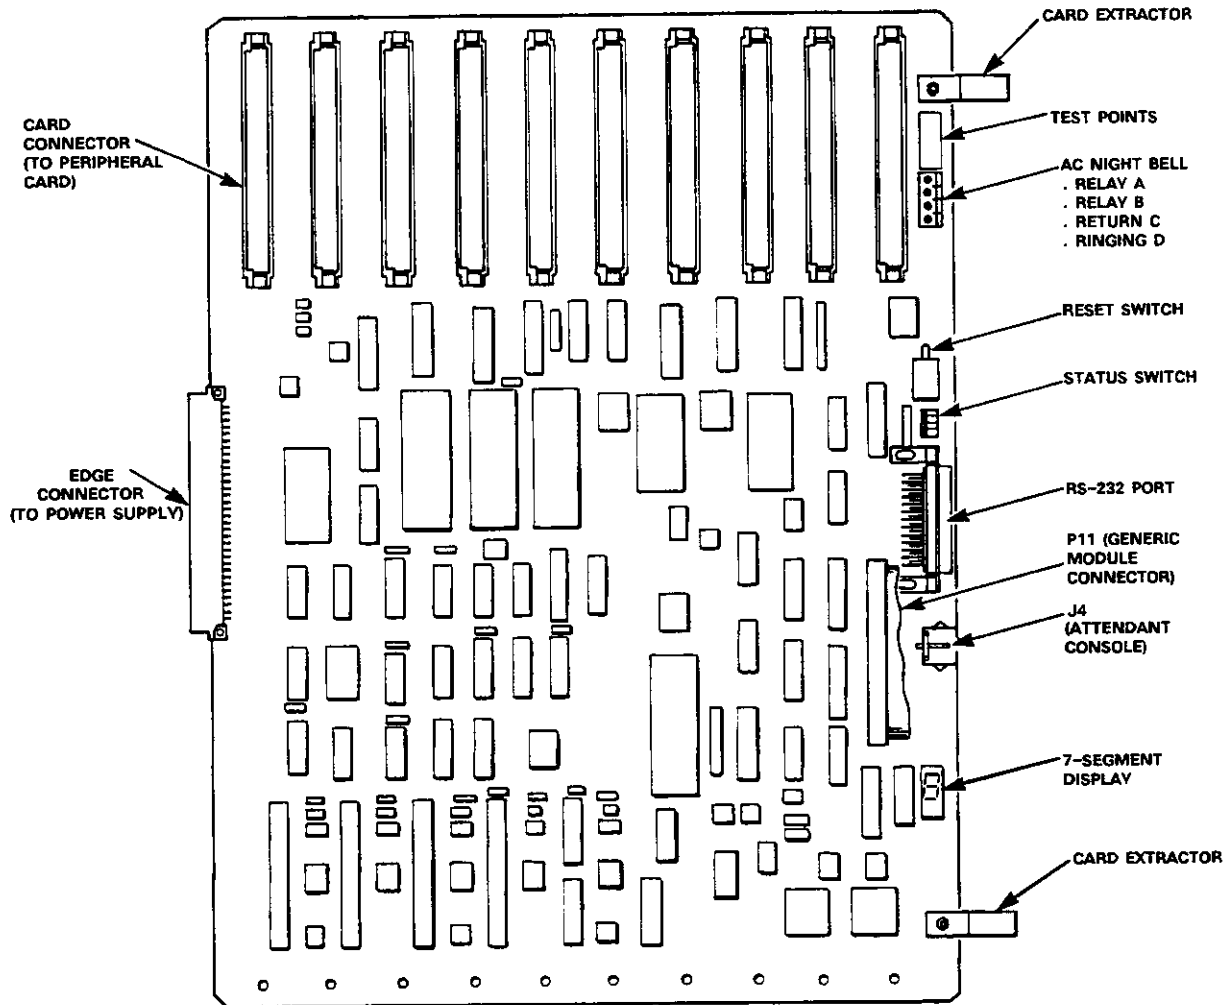 CARD EXTRACTOR
TEST POINTS
CARD
CONNECTOR
(TO PERIPHERAL
CARD)
AC NIGHT BELL
. RELAY A
. RELAY B
. RETURN C
. RINGING D
RESET SWITCH
STATUS SWITCH
EDGE
CONNECTOR
(TO POWER SUPPLY)
RS-232 PORT
P11 (GENERIC
MODULE
CONNECTOR)
J4
(ATTENDANT
CONSOLE)
7-SEGMENT
DISPLAY
CARD EXTRACTOR